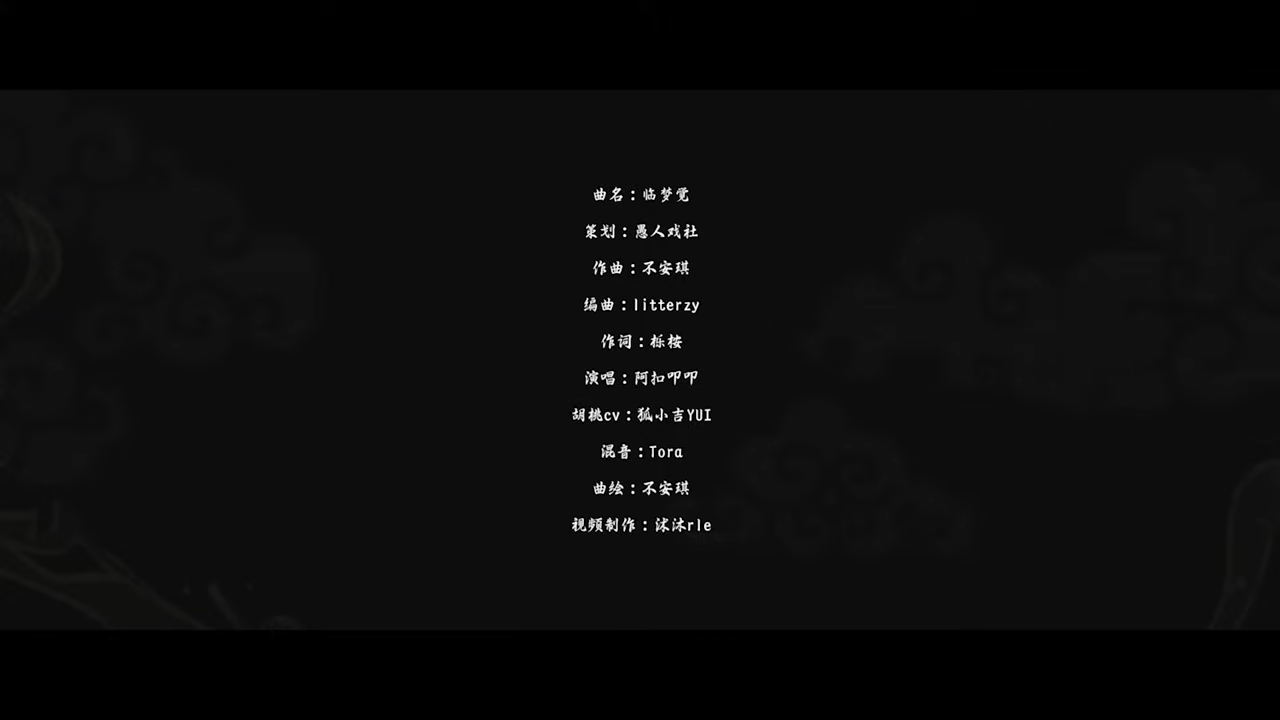 曲名：临梦觉
策划：愚人戏社
作曲：不安琪
编曲：litterzy
作词：栎桉
演唱：阿扣叩叩
胡桃cv：狐小吉YUI
混音：Tora
曲绘：不安琪
视频制作：沭沐rle